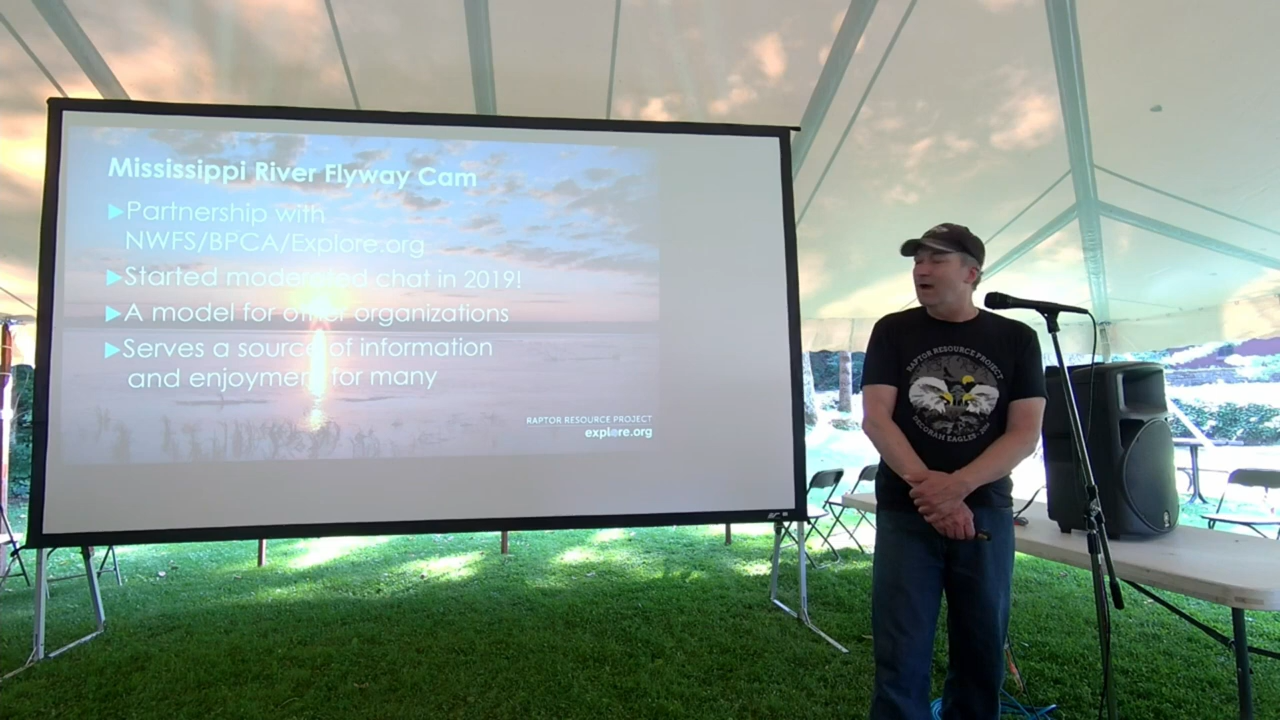 Mississippi River Flyway Cam
▶Partnership with
NWFS/BPCA/Explore.org
▶Started moderated chat in 2019!
▶A model for other organizations
▶Serves a source of information
and enjoyment for many
RAPTOR RESOURCE PROJECT
explore.org
RAPTOR RESOURCE PROJECT
DECORAH EAGLES